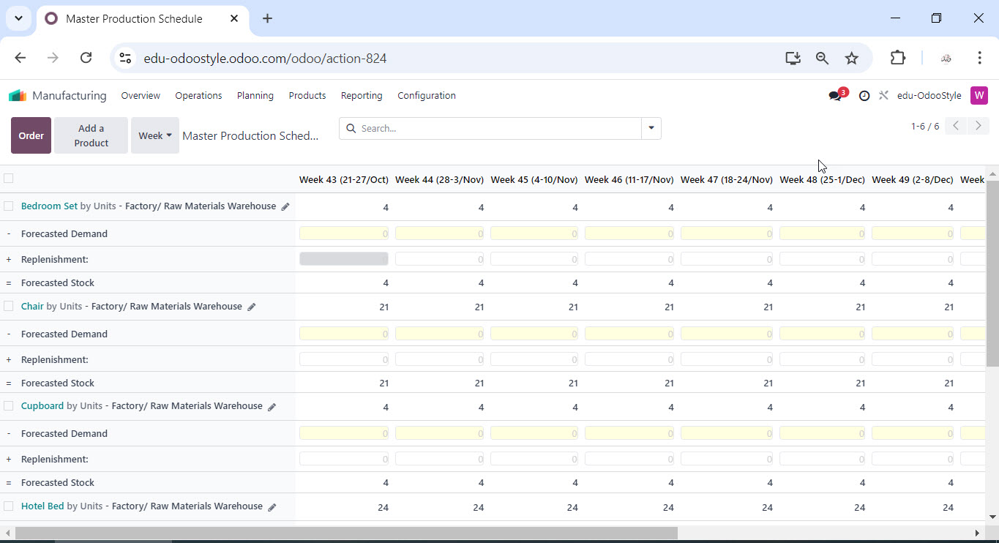 Master Production Schedule
edu-odoostyle.odoo.com/odoo/action-824
Manufacturing Overview Operations Planning Products Reporting Configuration 3 edu-OdooStyle W
Order Add a Product Week Master Production Sched... Search... 1-6 / 6
Week 43 (21-27/Oct) Week 44 (28-3/Nov) Week 45 (4-10/Nov) Week 46 (11-17/Nov) Week 47 (18-24/Nov) Week 48 (25-1/Dec) Week 49 (2-8/Dec) Week
Bedroom Set by Units - Factory/ Raw Materials Warehouse 4 4 4 4 4 4 4
- Forecasted Demand 0 0 0 0 0 0 0
+ Replenishment: 0 0 0 0 0 0
= Forecasted Stock 4 4 4 4 4 4 4
Chair by Units - Factory/ Raw Materials Warehouse 21 21 21 21 21 21 21
- Forecasted Demand 0 0 0 0 0 0 0
+ Replenishment: 0 0 0 0 0 0 0
= Forecasted Stock 21 21 21 21 21 21 21
Cupboard by Units - Factory/ Raw Materials Warehouse 4 4 4 4 4 4 4
- Forecasted Demand 0 0 0 0 0 0 0
+ Replenishment: 0 0 0 0 0 0 0
= Forecasted Stock 4 4 4 4 4 4 4
Hotel Bed by Units - Factory/ Raw Materials Warehouse 24 24 24 24 24 24 24